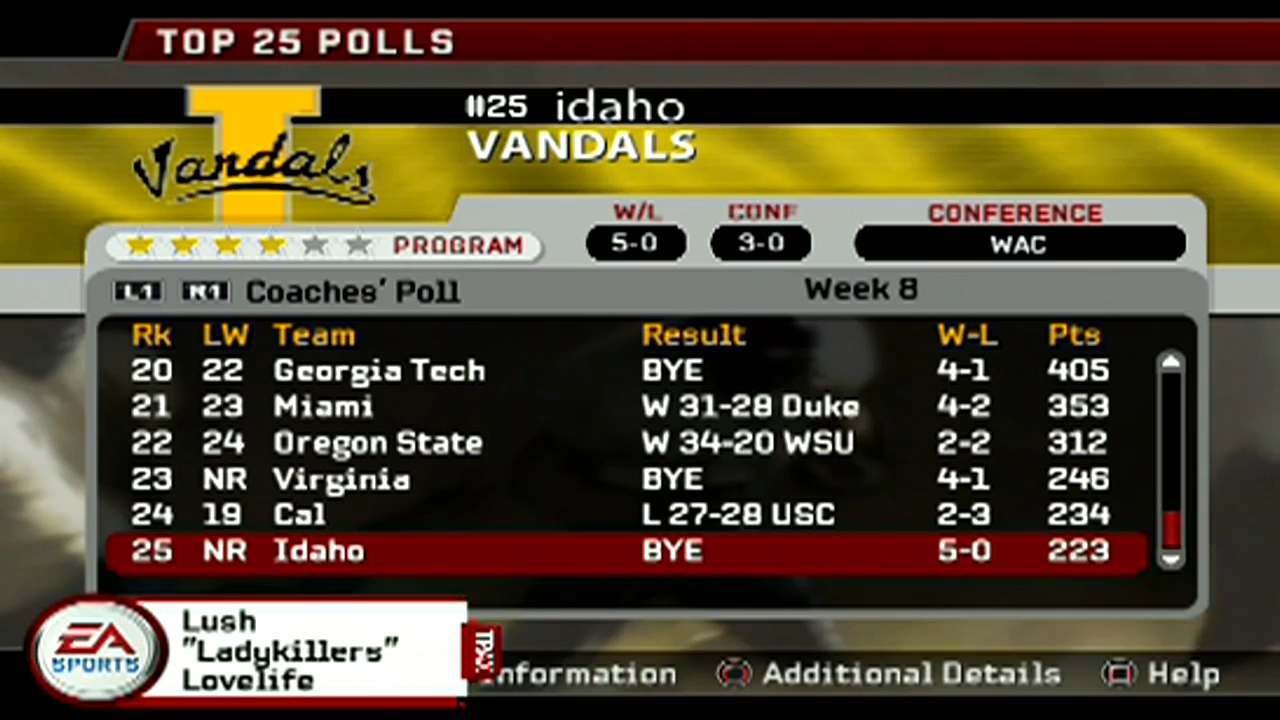 TOP 25 POLLS
#25 idaho
VANDALS
Vandals
W/L CONF CONFERENCE
PROGRAM 5-0 3-0 WAC
L1 R1 Coaches' Poll Week 8
Rk LW Team Result W-L Pts
20 22 Georgia Tech BYE 4-1 405
21 23 Miami W 31-28 Duke 4-2 353
22 24 Oregon State W 34-20 WSU 2-2 312
23 NR Virginia BYE 4-1 246
24 19 Cal L 27-28 USC 2-3 234
25 NR Idaho BYE 5-0 223
EA SPORTS
Lush
"Ladykillers"
Lovelife
TRAX
Information Additional Details Help